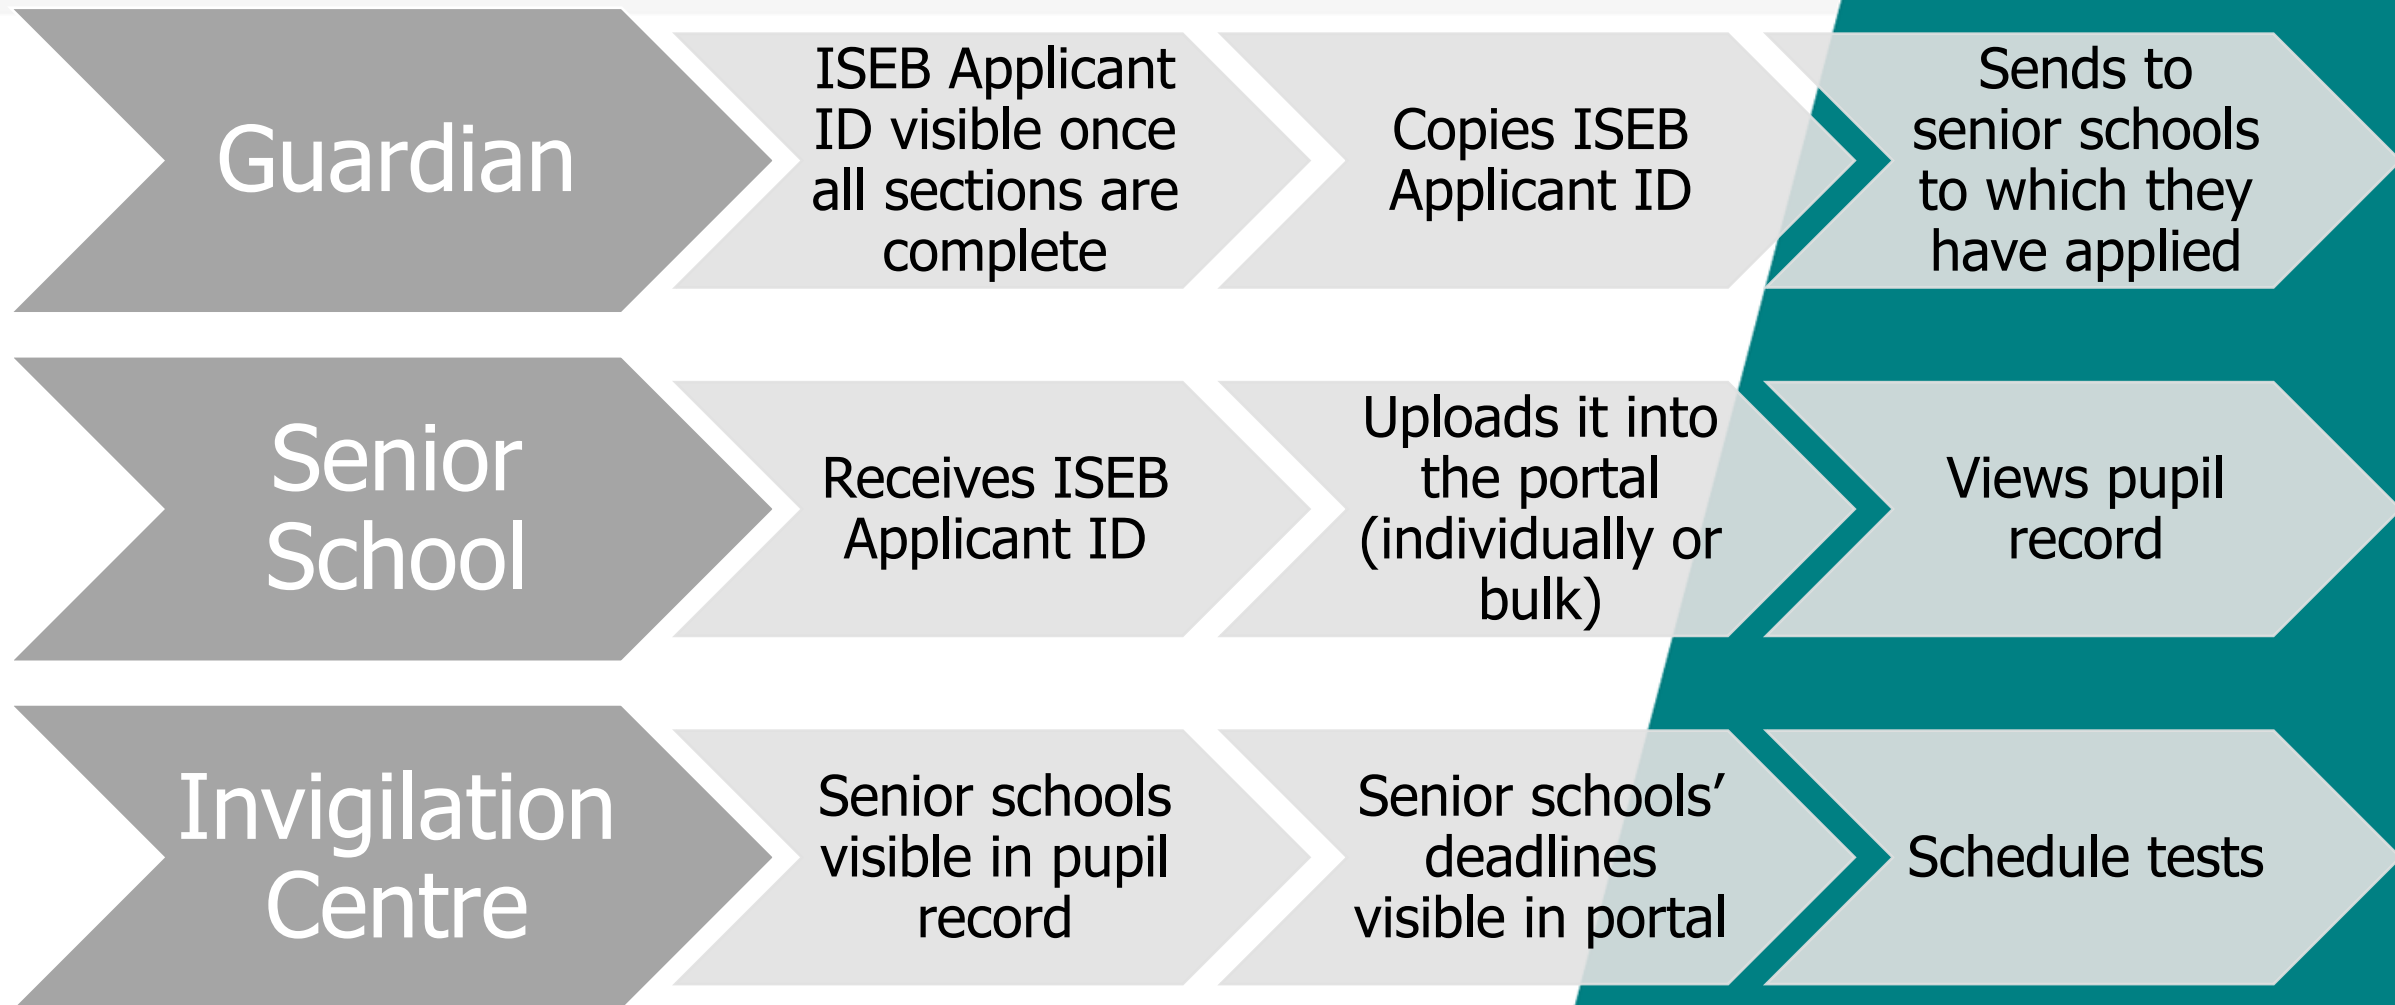 Guardian
ISEB Applicant
ID visible once
all sections are
complete
Copies ISEB
Applicant ID
Sends to
senior schools
to which they
have applied
Senior
School
Receives ISEB
Applicant ID
Uploads it into
the portal
(individually or
bulk)
Views pupil
record
Invigilation
Centre
Senior schools
visible in pupil
record
Senior schools’
deadlines
visible in portal
Schedule tests